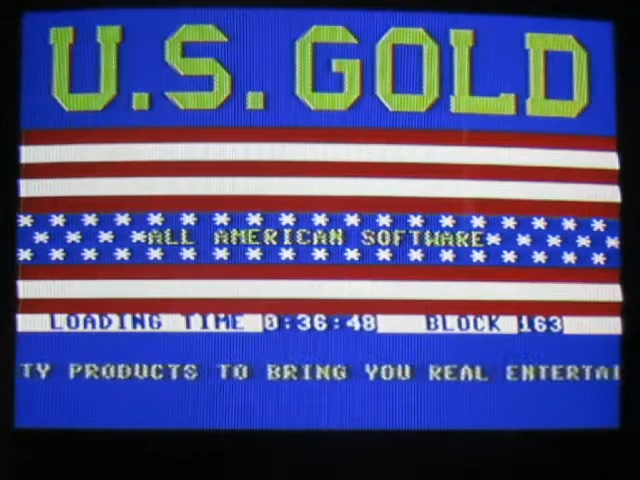 U.S. GOLD
ALL AMERICAN SOFTWARE
LOADING TIME 0:36:48 BLOCK 163
TY PRODUCTS TO BRING YOU REAL ENTERTAI